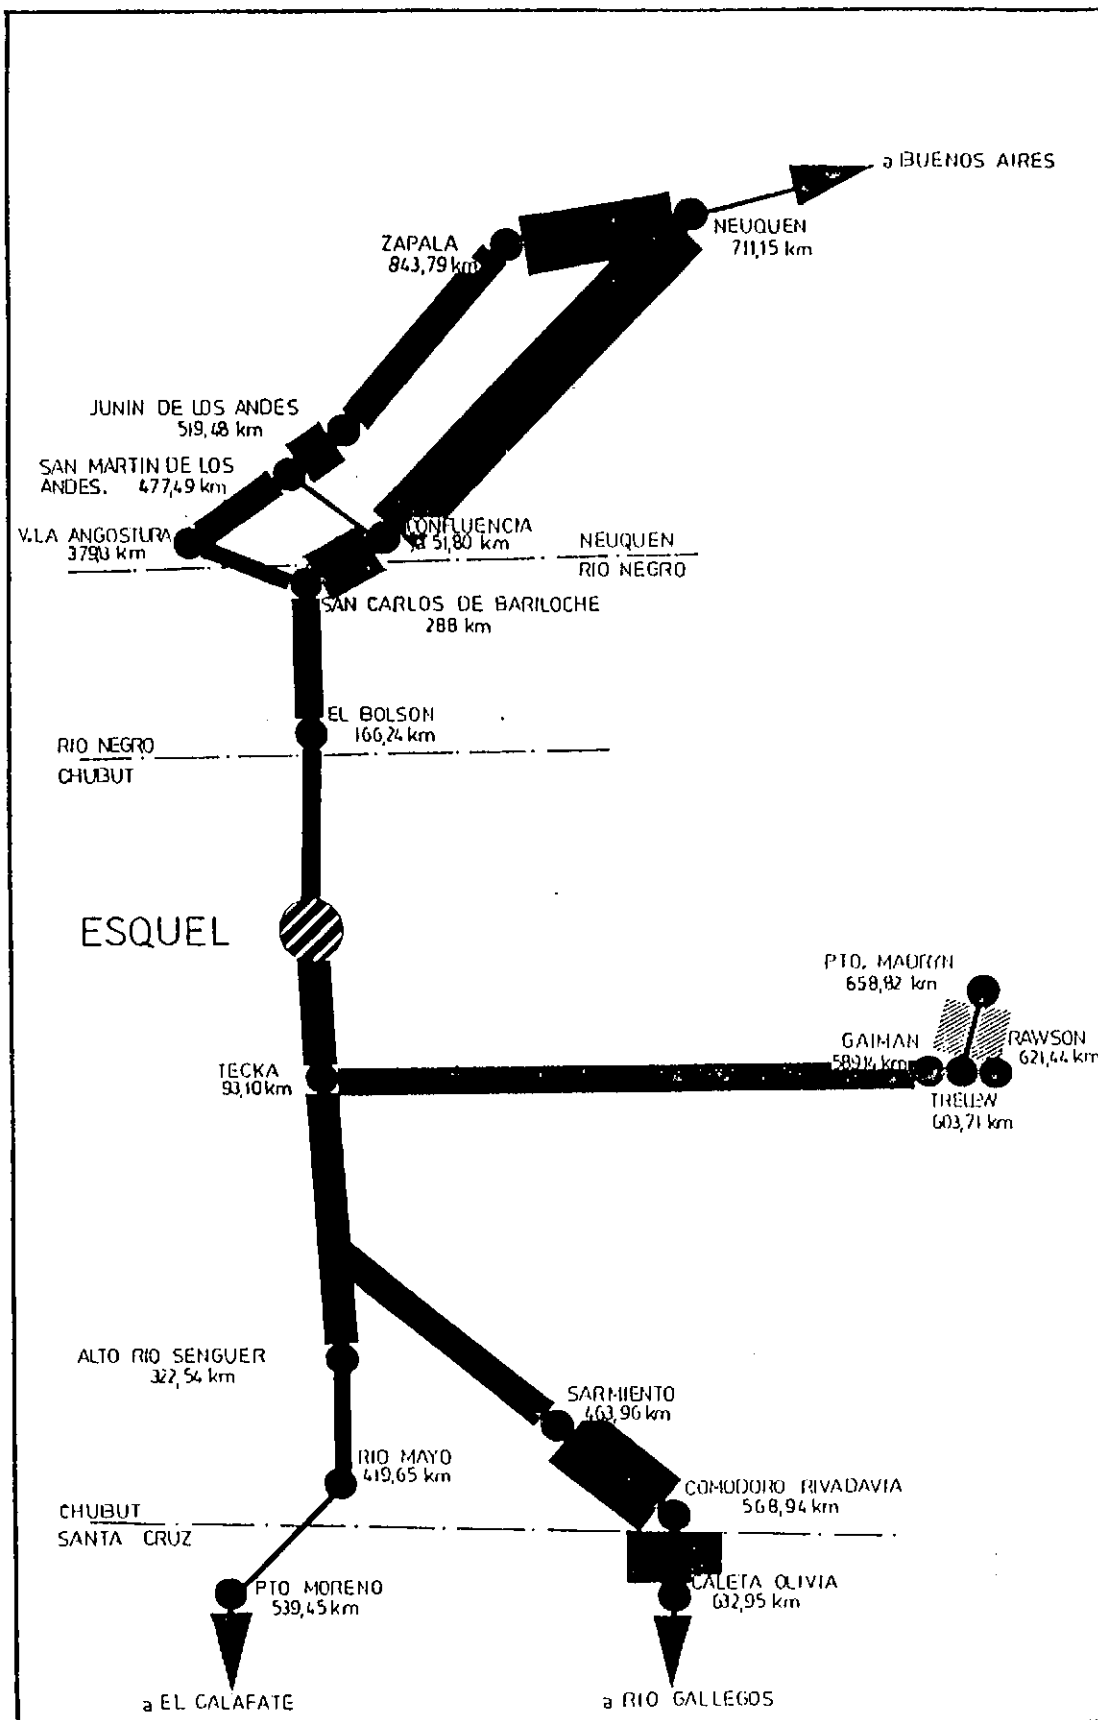 a BUENOS AIRES
NEUQUEN
711,15 km
ZAPALA
843,79 km
JUNIN DE LOS ANDES
519,48 km
SAN MARTIN DE LOS
ANDES. 477,49 km
V.LA ANGOSTURA
km
CONFLUENCIA
51,80 km
NEUQUEN
RIO NEGRO
SAN CARLOS DE BARILOCHE
288 km
EL BOLSON
166,24 km
RIO NEGRO
CHUBUT
ESQUEL
PTO. MADRYN
658,82 km
GAIMAN
km
RAWSON
621,44 km
TRELEW
603,71 km
TECKA
93,10 km
ALTO RIO SENGUER
322,54 km
SARMIENTO
463,96 km
RIO MAYO
419,65 km
COMODORO RIVADAVIA
568,94 km
CHUBUT
SANTA CRUZ
PTO MORENO
539,45 km
CALETA OLIVIA
632,95 km
a EL CALAFATE
a RIO GALLEGOS